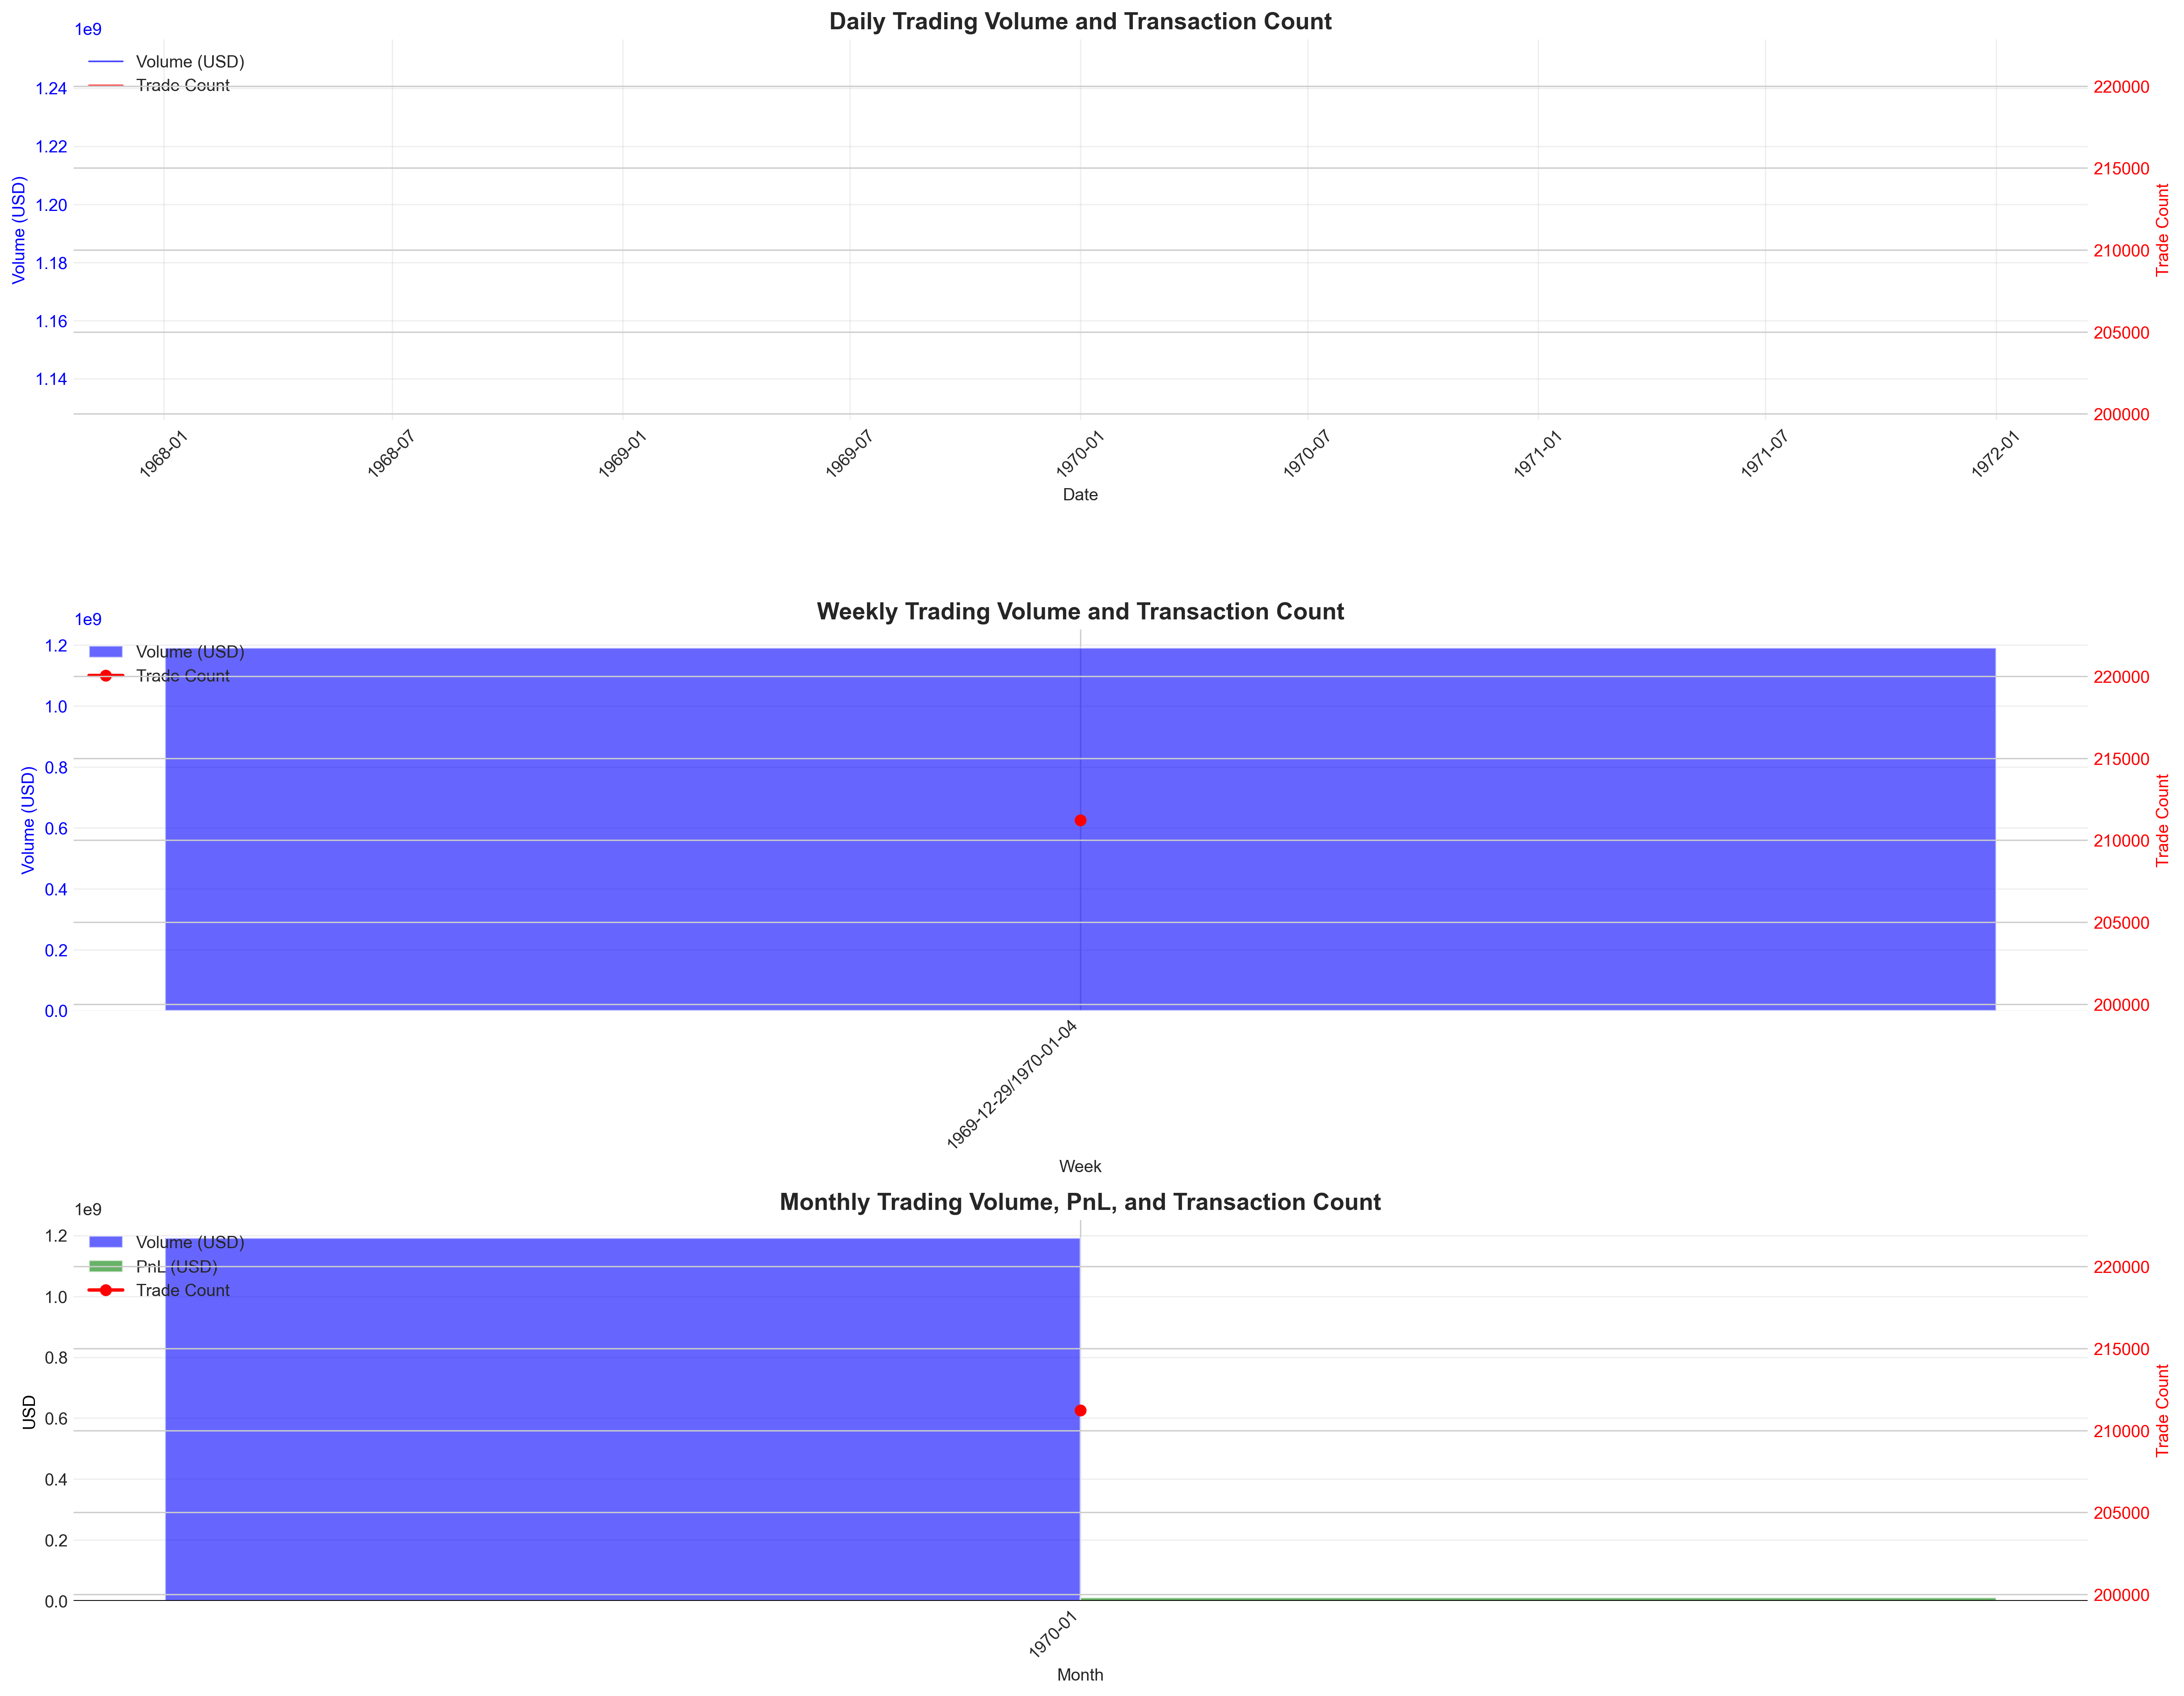 Daily Trading Volume and Transaction Count
1e9
Volume (USD)
Trade Count
1.24
1.22
1.20
1.18
1.16
1.14
Volume (USD)
220000
215000
210000
205000
200000
Trade Count
1968-01
1968-07
1969-01
1969-07
1970-01
1970-07
1971-01
1971-07
1972-01
Date
Weekly Trading Volume and Transaction Count
1e9
Volume (USD)
Trade Count
1.2
1.0
0.8
0.6
0.4
0.2
0.0
Volume (USD)
220000
215000
210000
205000
200000
Trade Count
1969-12-29/1970-01-04
Week
Monthly Trading Volume, PnL, and Transaction Count
1e9
Volume (USD)
PnL (USD)
Trade Count
1.2
1.0
0.8
0.6
0.4
0.2
0.0
USD
220000
215000
210000
205000
200000
Trade Count
1970-01
Month